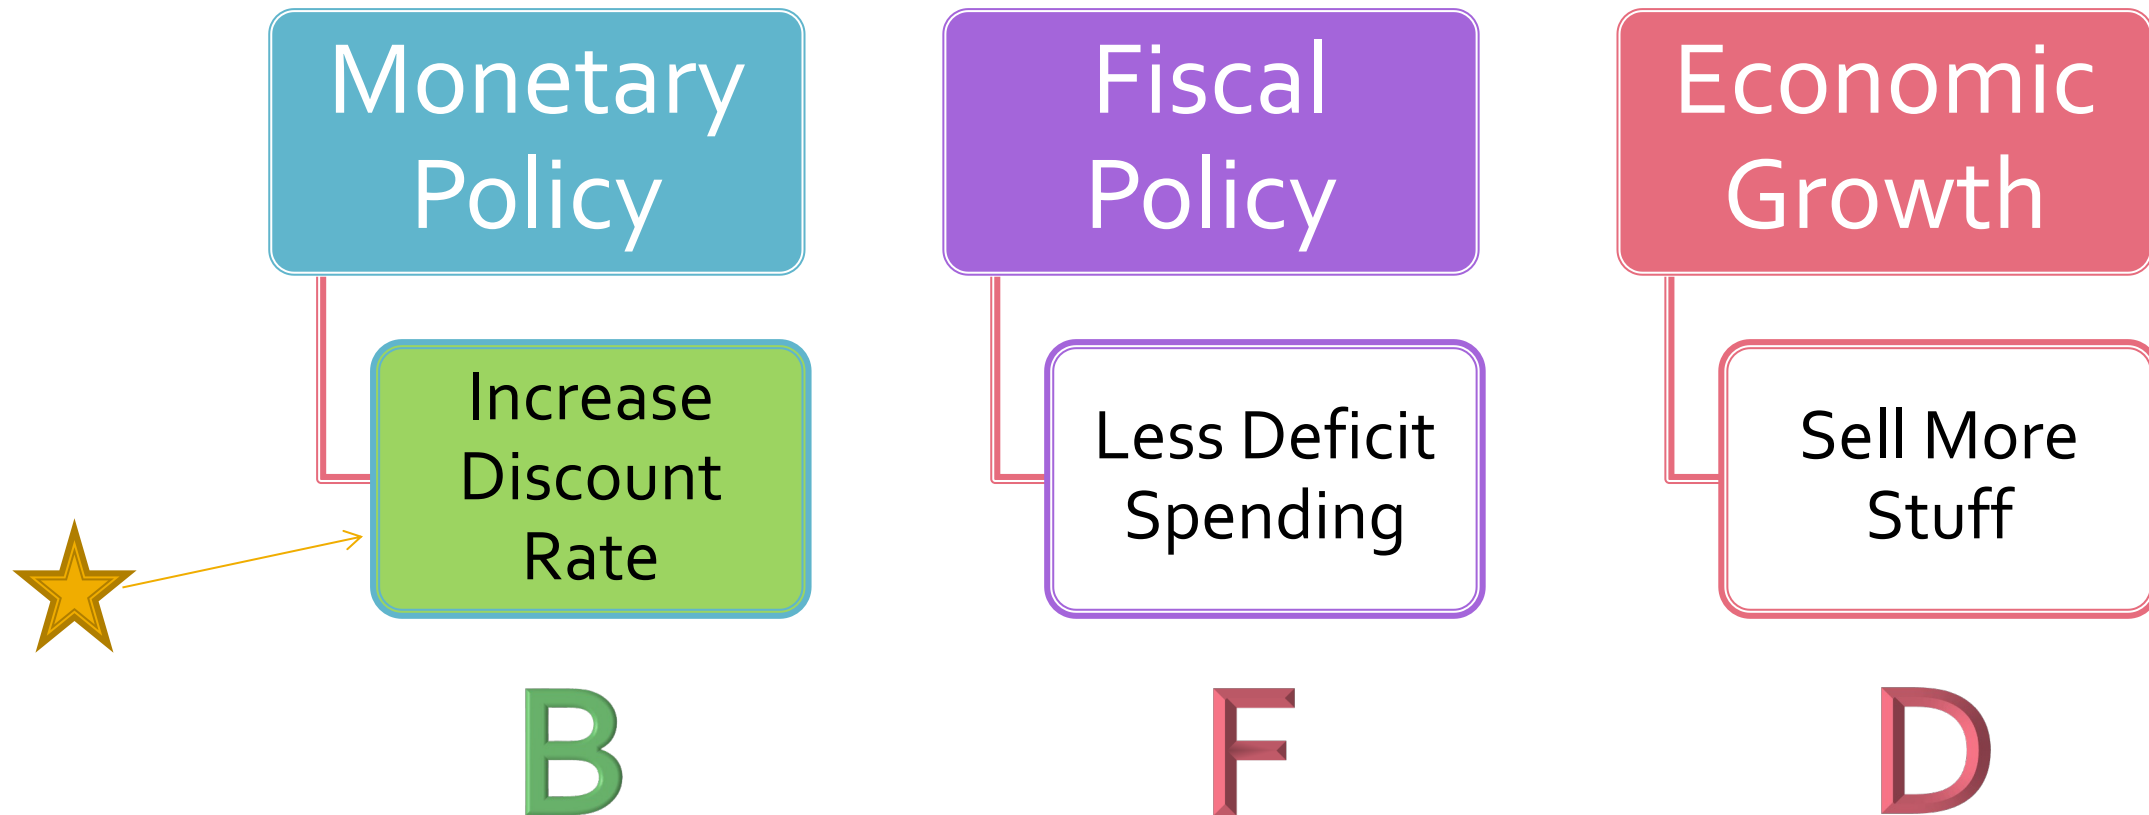 Monetary
Policy
Fiscal
Policy
Economic
Growth
Increase
Discount
Rate
Less Deficit
Spending
Sell More
Stuff
B
F
D